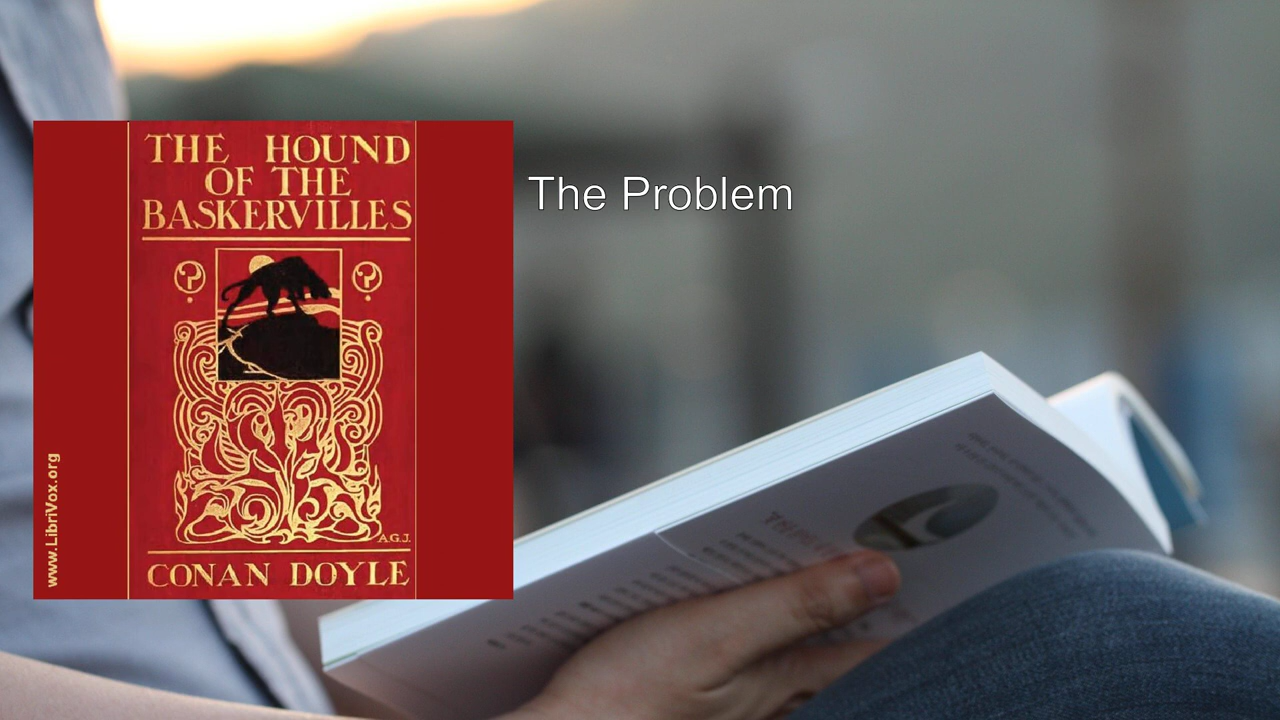 THE HOUND
OF THE
BASKERVILLES
A.G.J.
CONAN DOYLE
www.LibriVox.org
The Problem